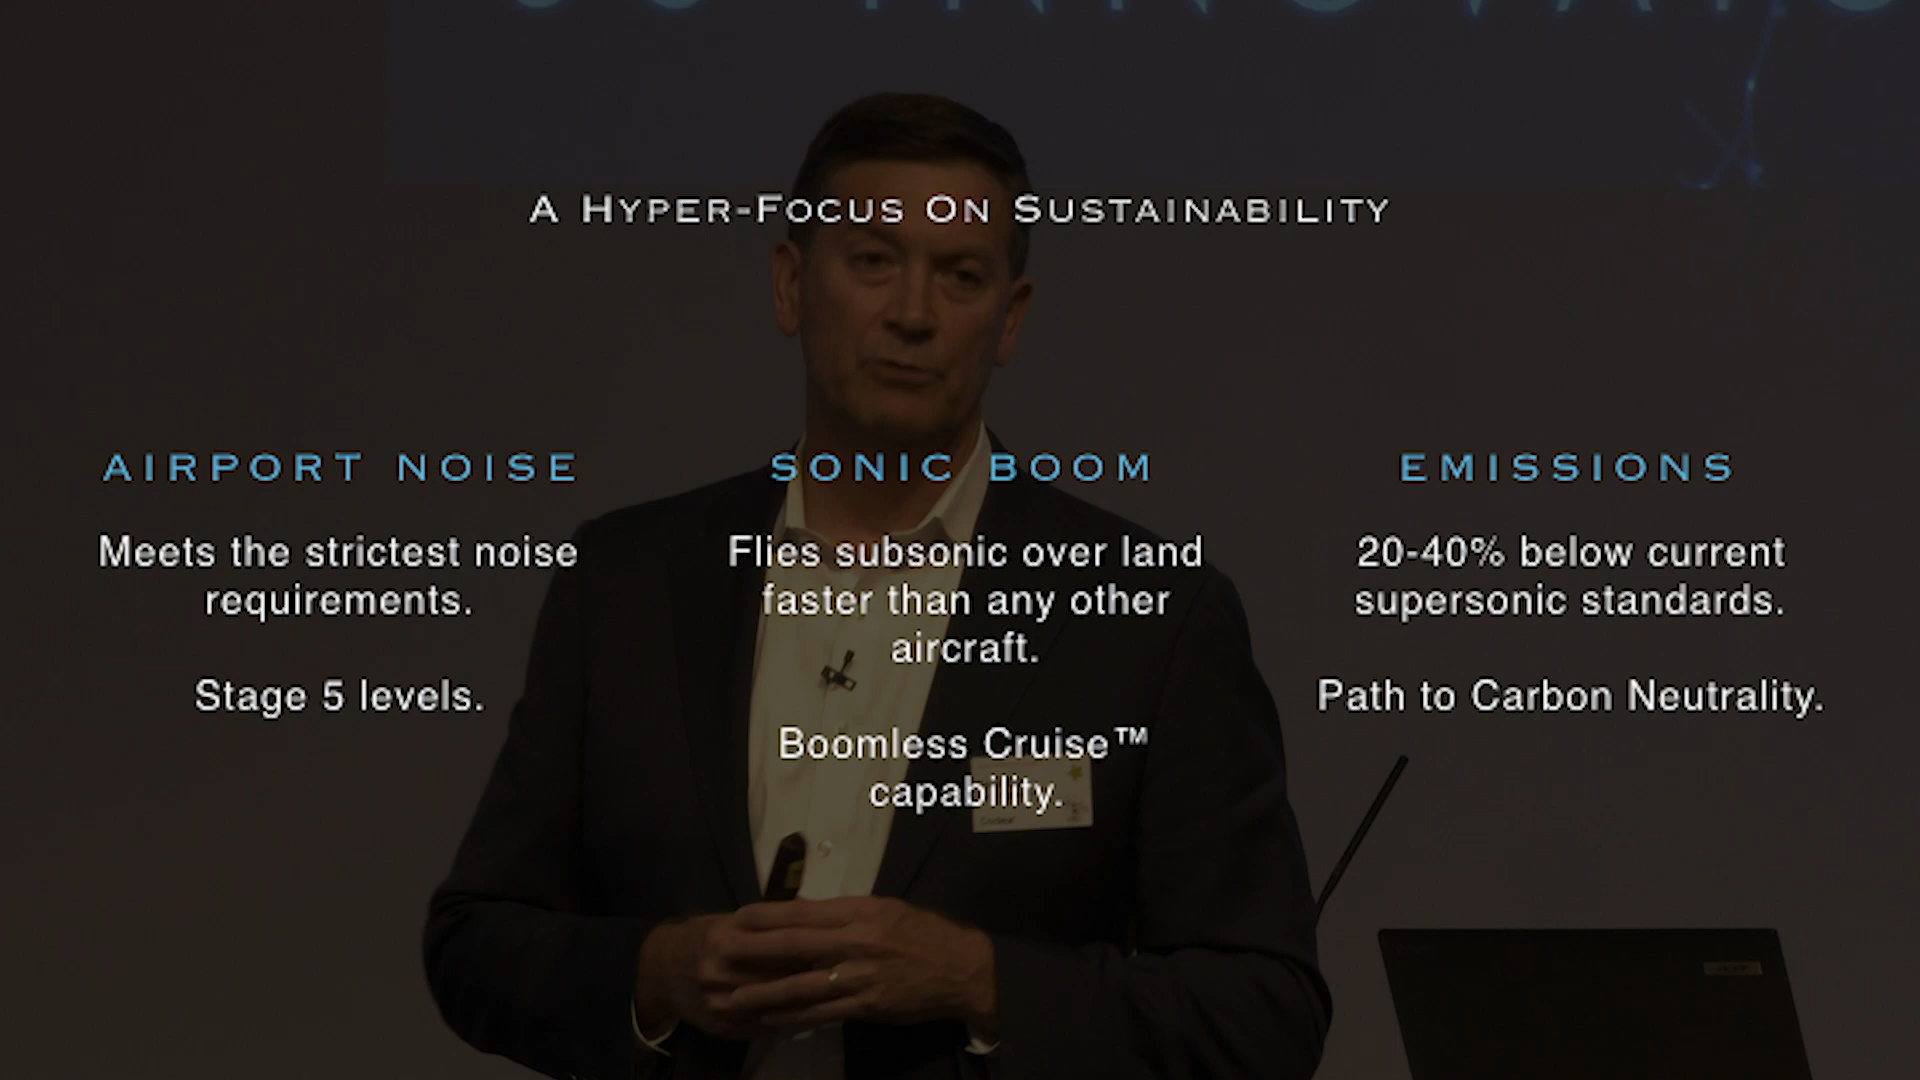 A HYPER-FOCUS ON SUSTAINABILITY
AIRPORT NOISE
Meets the strictest noise
requirements.
Stage 5 levels.
SONIC BOOM
Flies subsonic over land
faster than any other
aircraft.
Boomless Cruise™
capability.
EMISSIONS
20-40% below current
supersonic standards.
Path to Carbon Neutrality.
acer